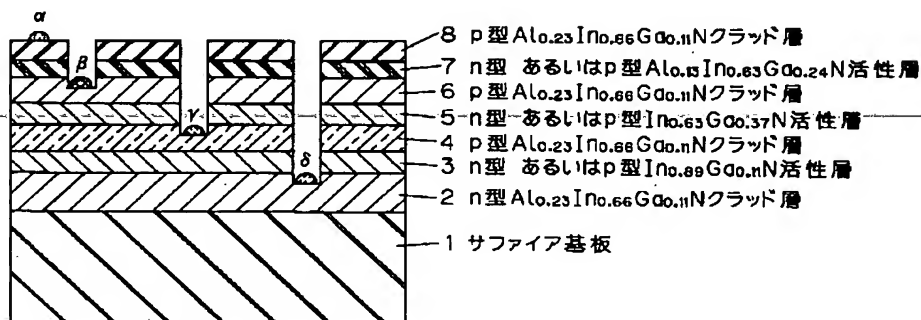 α
β
γ
δ
8 p型Al0.23In0.66Ga0.11Nクラッド層
7 n型 あるいはp型Al0.13In0.63Ga0.24N活性層
6 p型Al0.23In0.66Ga0.11Nクラッド層
5 n型 あるいはp型In0.63Ga0.37N活性層
4 p型Al0.23In0.66Ga0.11Nクラッド層
3 n型 あるいはp型In0.89Ga0.11N活性層
2 n型Al0.23In0.66Ga0.11Nクラッド層
1 サファイア基板